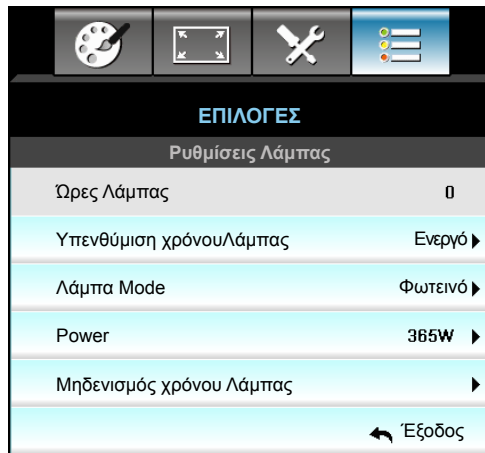 ΕΠΙΛΟΓΕΣ
Ρυθμίσεις Λάμπας
Ώρες Λάμπας 0
Υπενθύμιση χρόνουΛάμπας Ενεργό
Λάμπα Mode Φωτεινό
Power 365W
Μηδενισμός χρόνου Λάμπας
Έξοδος